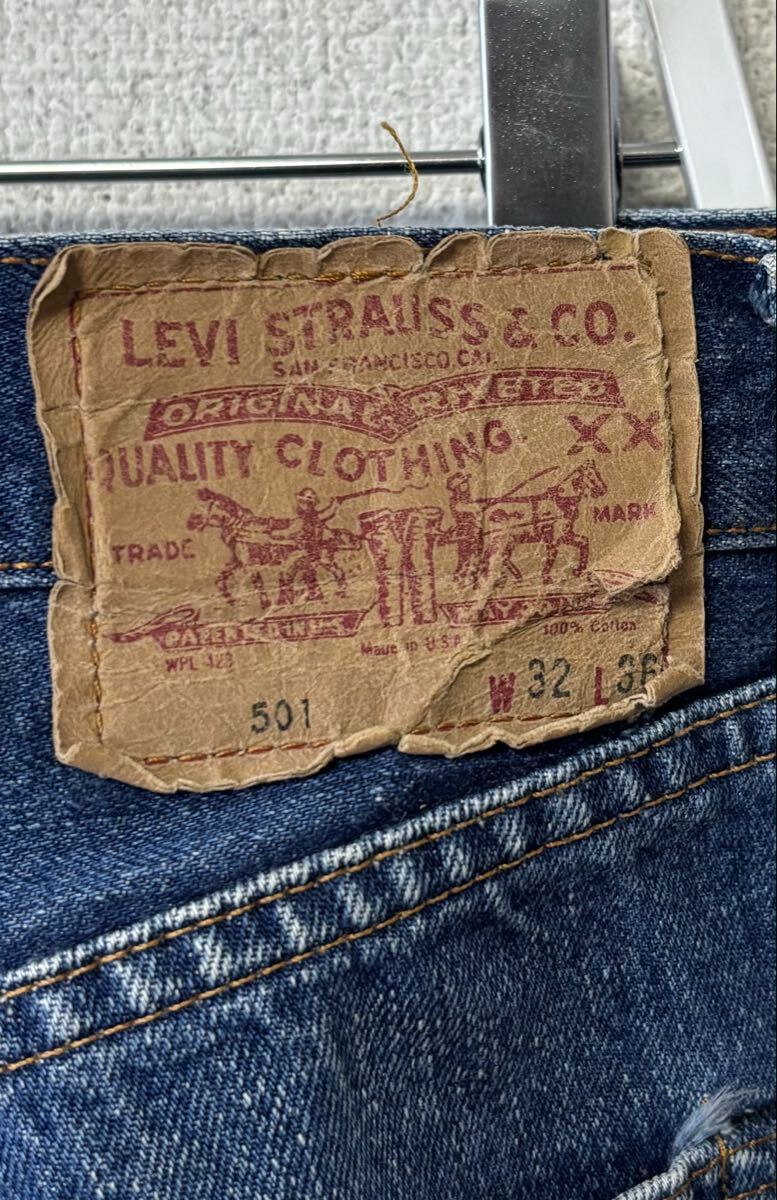 LEVI STRAUSS & CO.
SAN FRANCISCO, CAL.
ORIGINAL RIVETED
QUALITY CLOTHING XX
TRADE MARK
Made in U.S.A.
100% Cotton
WPL 423
501 W 32 L 36